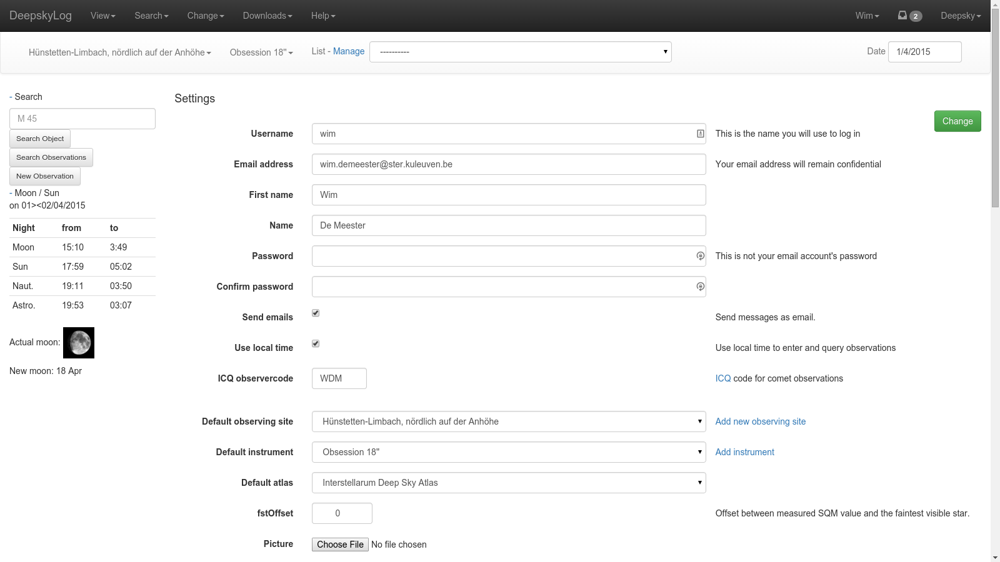 DeepskyLog View Search Change Downloads Help Wim 2 Deepsky
Hünstetten-Limbach, nördlich auf der Anhöhe Obsession 18" List - Manage ---------- Date 1/4/2015
- Search
M 45
Search Object
Search Observations
New Observation
- Moon / Sun
on 01><02/04/2015
Night from to
Moon 15:10 3:49
Sun 17:59 05:02
Naut. 19:11 03:50
Astro. 19:53 03:07
Actual moon:
New moon: 18 Apr
Settings
Change
Username wim This is the name you will use to log in
Email address wim.demeester@ster.kuleuven.be Your email address will remain confidential
First name Wim
Name De Meester
Password This is not your email account's password
Confirm password
Send emails Send messages as email.
Use local time Use local time to enter and query observations
ICQ observercode WDM ICQ code for comet observations
Default observing site Hünstetten-Limbach, nördlich auf der Anhöhe Add new observing site
Default instrument Obsession 18" Add instrument
Default atlas Interstellarum Deep Sky Atlas
fstOffset 0 Offset between measured SQM value and the faintest visible star.
Picture Choose File No file chosen